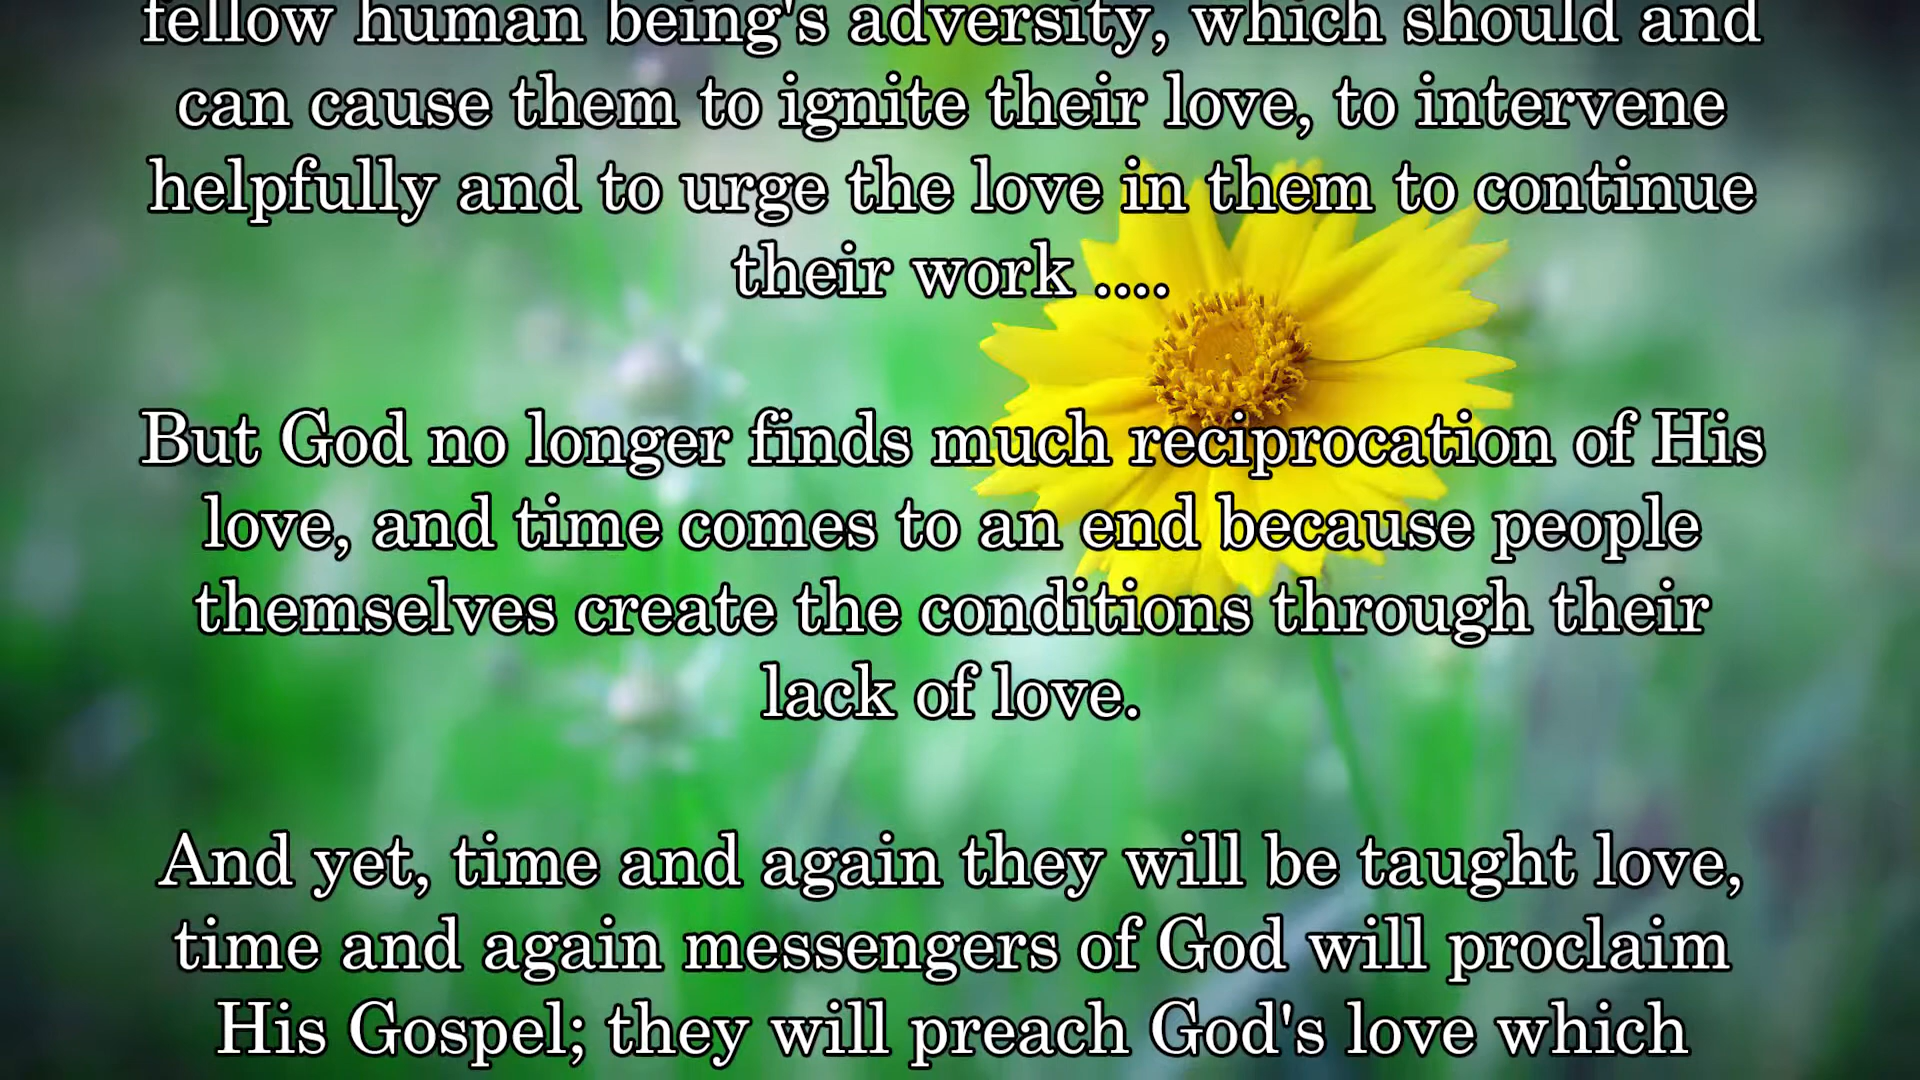 fellow human being's adversity, which should and
can cause them to ignite their love, to intervene
helpfully and to urge the love in them to continue
their work ....
But God no longer finds much reciprocation of His
love, and time comes to an end because people
themselves create the conditions through their
lack of love.
And yet, time and again they will be taught love,
time and again messengers of God will proclaim
His Gospel; they will preach God's love which